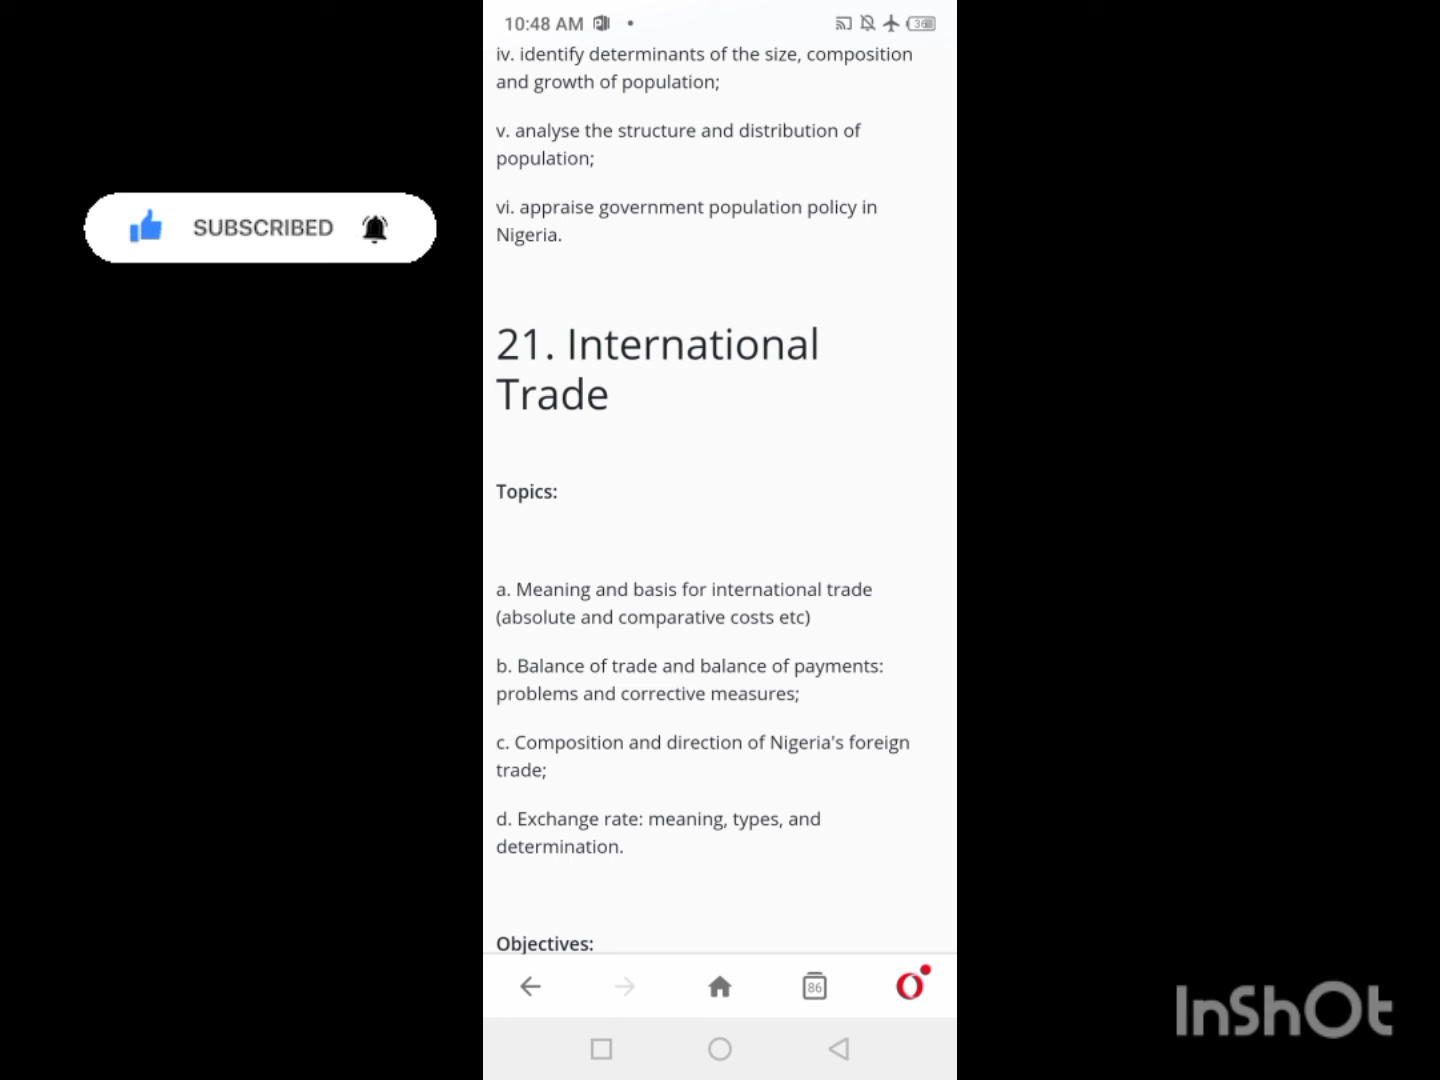 10:48 AM
36
iv. identify determinants of the size, composition
and growth of population;
v. analyse the structure and distribution of
population;
SUBSCRIBED
vi. appraise government population policy in
Nigeria.
21. International
Trade
Topics:
a. Meaning and basis for international trade
(absolute and comparative costs etc)
b. Balance of trade and balance of payments:
problems and corrective measures;
c. Composition and direction of Nigeria's foreign
trade;
d. Exchange rate: meaning, types, and
determination.
Objectives:
86
InShOt